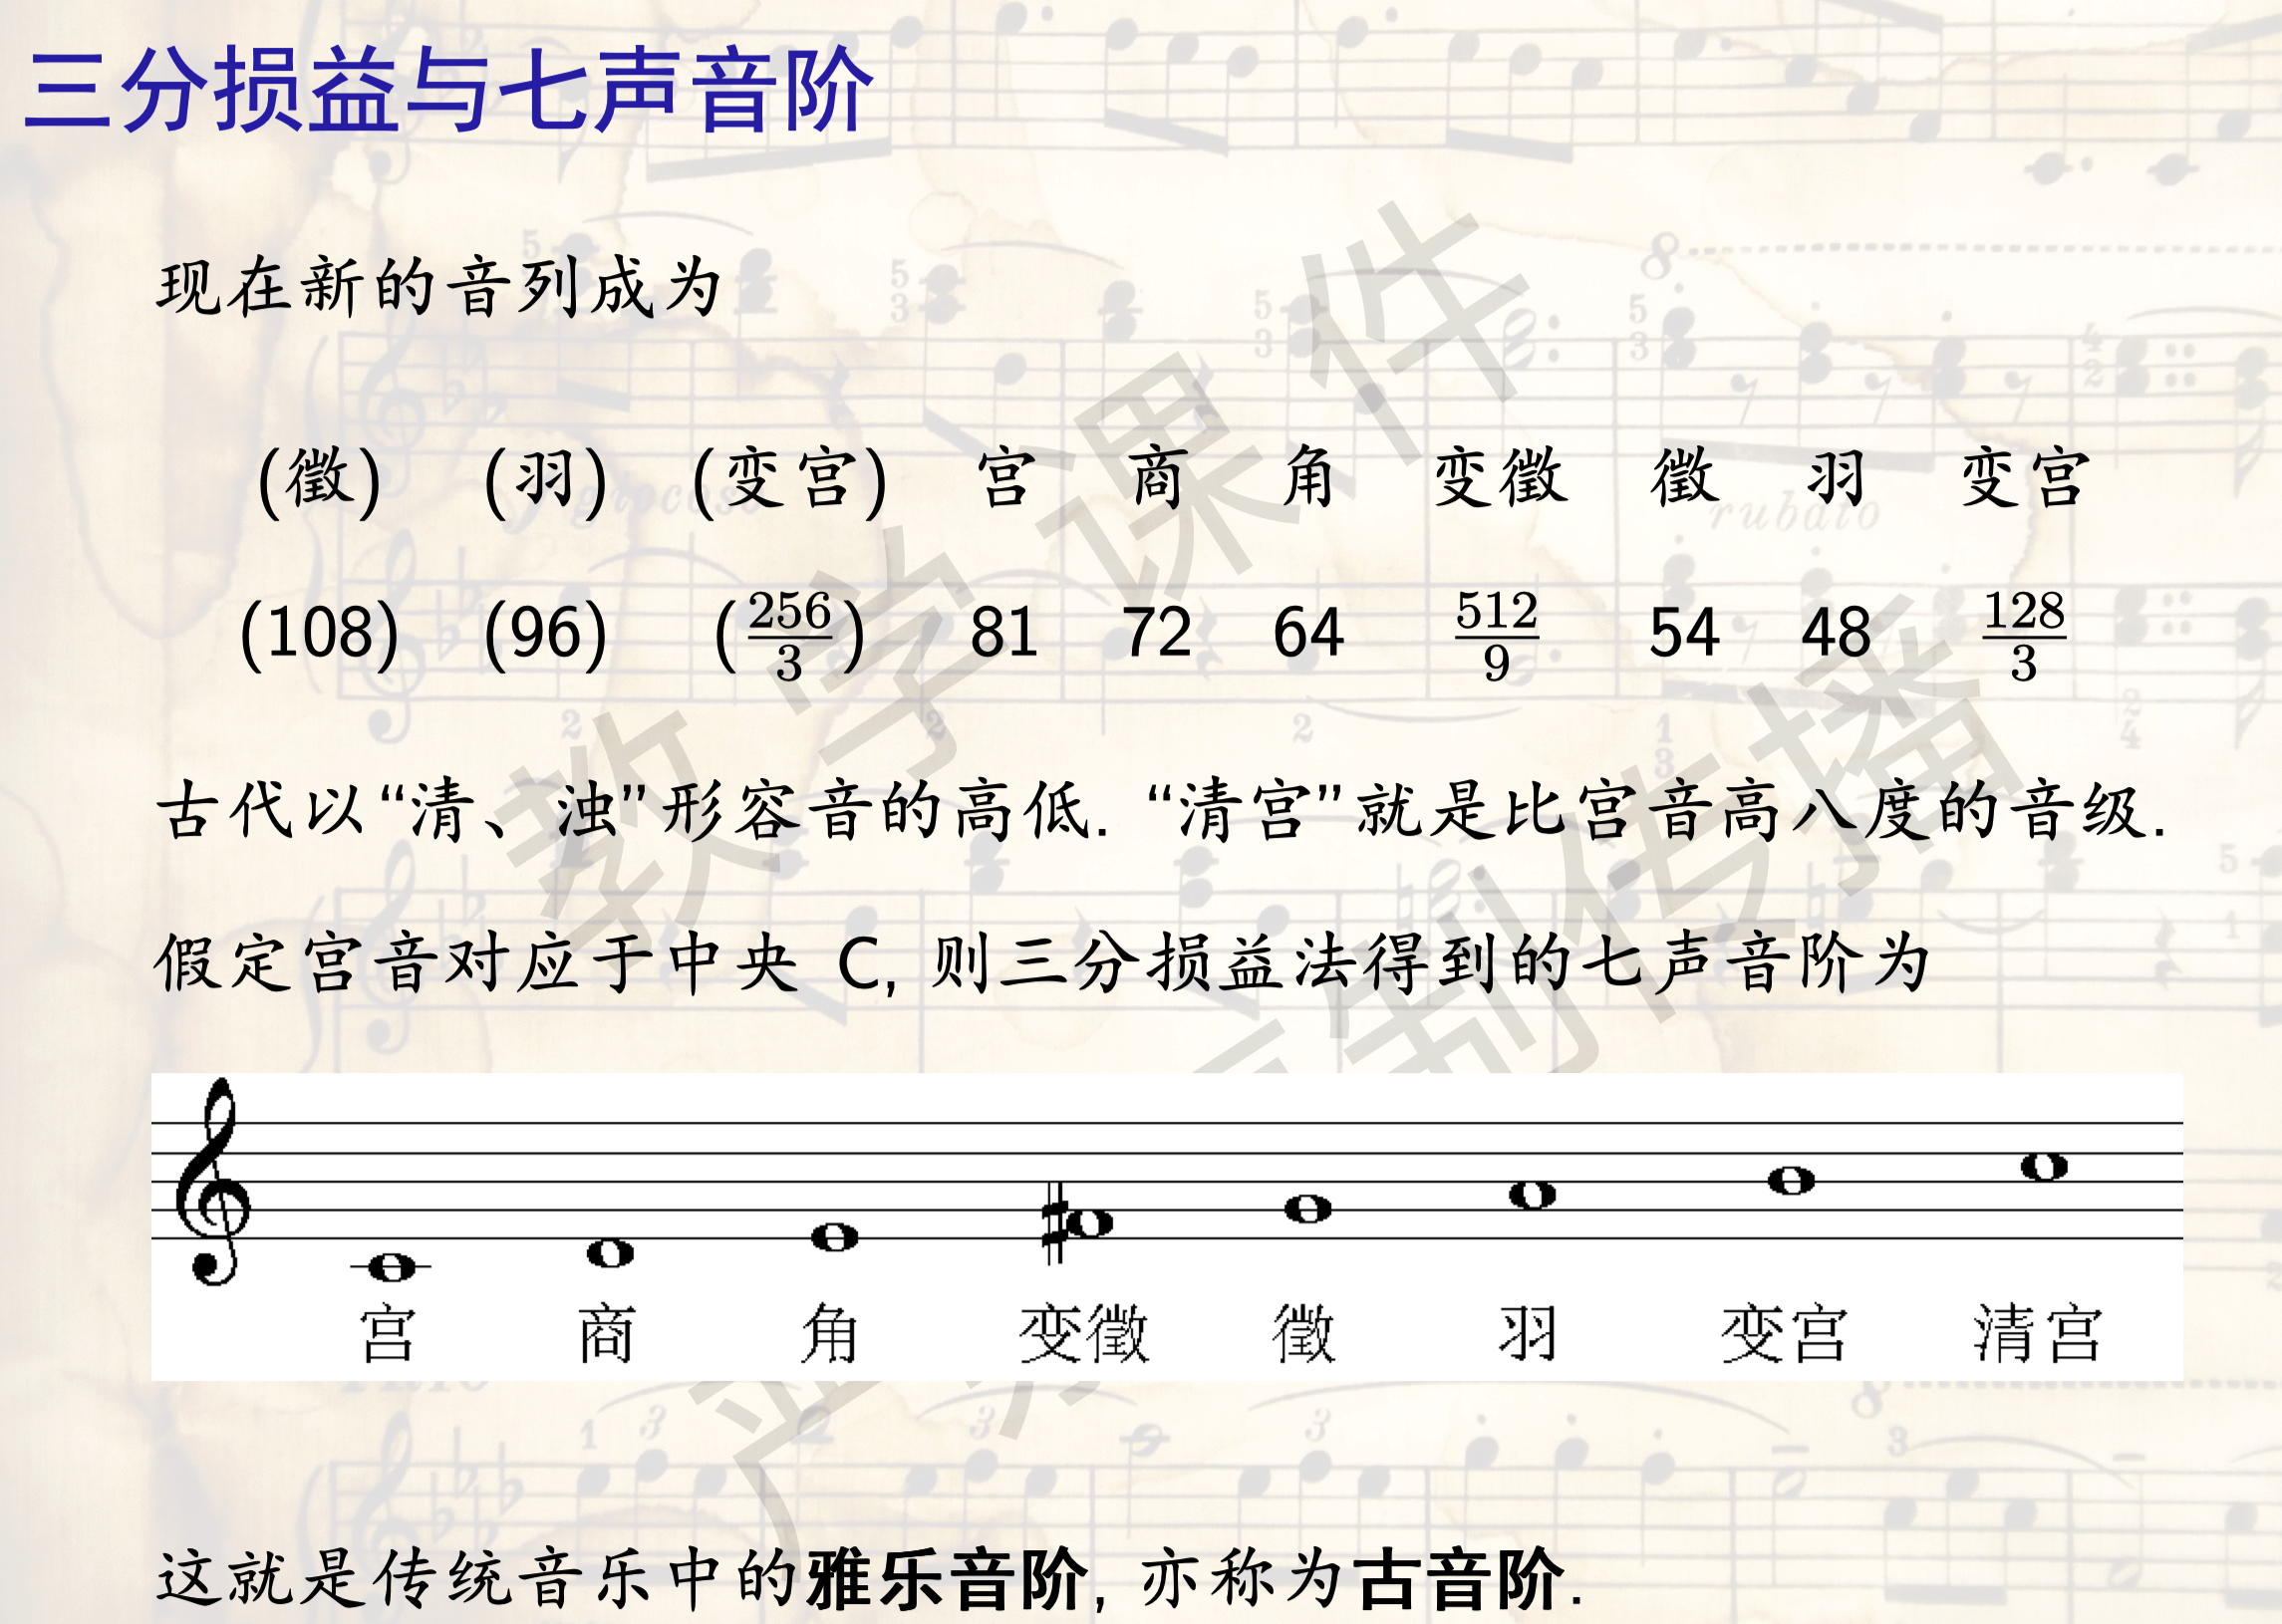 三分损益与七声音阶
现在新的音列成为
(徵) (羽) (变宫) 宫 商 角 变徵 徵 羽 变宫
(108) (96) (256/3) 81 72 64 512/9 54 48 128/3
古代以“清、浊”形容音的高低. “清宫”就是比宫音高八度的音级.
假定宫音对应于中央 C, 则三分损益法得到的七声音阶为
宫 商 角 变徵 徵 羽 变宫 清宫
这就是传统音乐中的雅乐音阶, 亦称为古音阶.
教学课件
制传播
giocoso
rubato